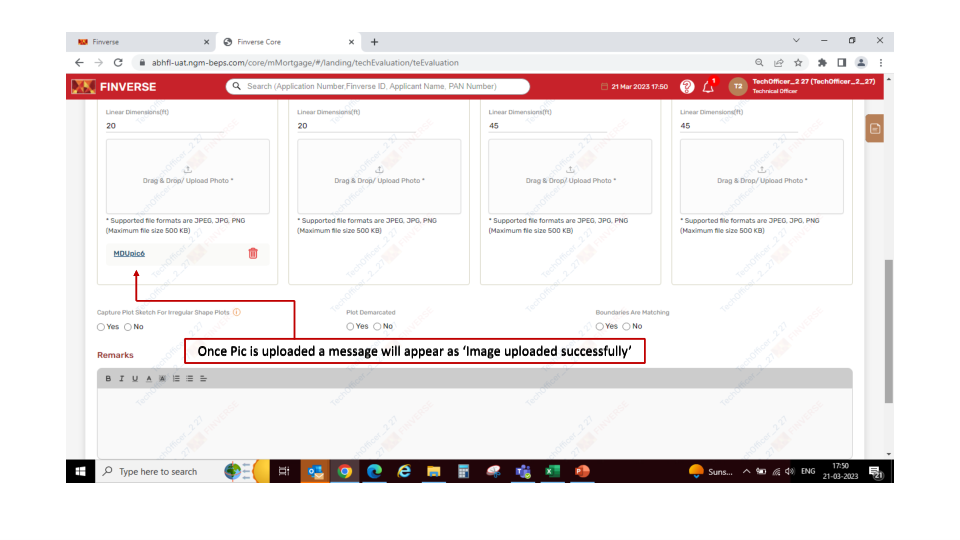 Finverse
Finverse Core
abhfl-uat.ngm-beps.com/core/mMortgage/#/landing/techEvaluation/teEvaluation
FINVERSE
Search (Application Number,Finverse ID, Applicant Name, PAN Number)
21 Mar 2023 17:50
T2
TechOfficer_2 27 (TechOfficer_2_27)
Technical Officer
Linear Dimensions(ft) Linear Dimensions(ft) Linear Dimensions(ft) Linear Dimensions(ft)
20 20 45 45
Drag & Drop/ Upload Photo * Drag & Drop/ Upload Photo * Drag & Drop/ Upload Photo * Drag & Drop/ Upload Photo *
* Supported file formats are JPEG, JPG, PNG * Supported file formats are JPEG, JPG, PNG * Supported file formats are JPEG, JPG, PNG * Supported file formats are JPEG, JPG, PNG
(Maximum file size 500 KB) (Maximum file size 500 KB) (Maximum file size 500 KB) (Maximum file size 500 KB)
MDUpic6
Capture Plot Sketch For Irregular Shape Plots Plot Demarcated Boundaries Are Matching
Yes No Yes No Yes No
Once Pic is uploaded a message will appear as ‘Image uploaded successfully’
Remarks
B I U A
Type here to search
Suns... ENG
17:50
21-03-2023
21